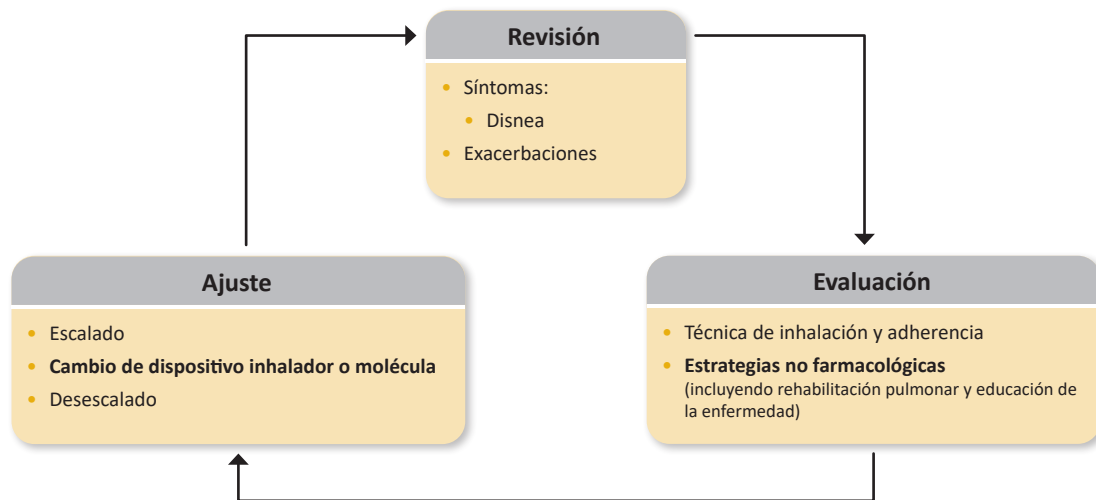 Revisión
Síntomas:
Disnea
Exacerbaciones
Ajuste
Escalado
Cambio de dispositivo inhalador o molécula
Desescalado
Evaluación
Técnica de inhalación y adherencia
Estrategias no farmacológicas
(incluyendo rehabilitación pulmonar y educación de
la enfermedad)